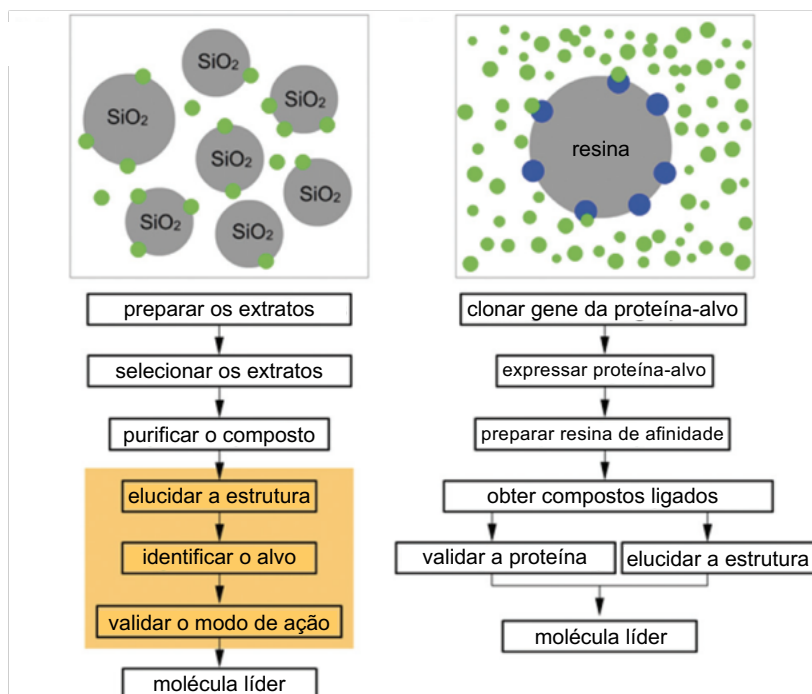 SiO₂
SiO₂
SiO₂
SiO₂
SiO₂
SiO₂
SiO₂
preparar os extratos
selecionar os extratos
purificar o composto
elucidar a estrutura
identificar o alvo
validar o modo de ação
molécula líder
resina
clonar gene da proteína-alvo
expressar proteína-alvo
preparar resina de afinidade
obter compostos ligados
validar a proteína
elucidar a estrutura
molécula líder